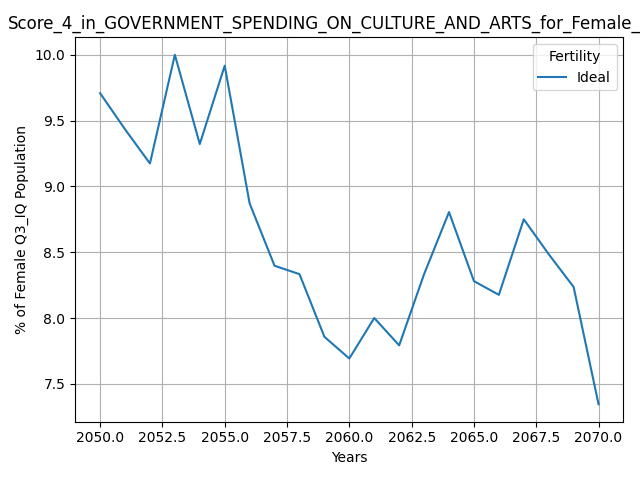 Score_4_in_GOVERNMENT_SPENDING_ON_CULTURE_AND_ARTS_for_Female_
Fertility
Ideal
10.0
9.5
9.0
8.5
8.0
7.5
% of Female Q3_IQ Population
2050.0 2052.5 2055.0 2057.5 2060.0 2062.5 2065.0 2067.5 2070.0
Years